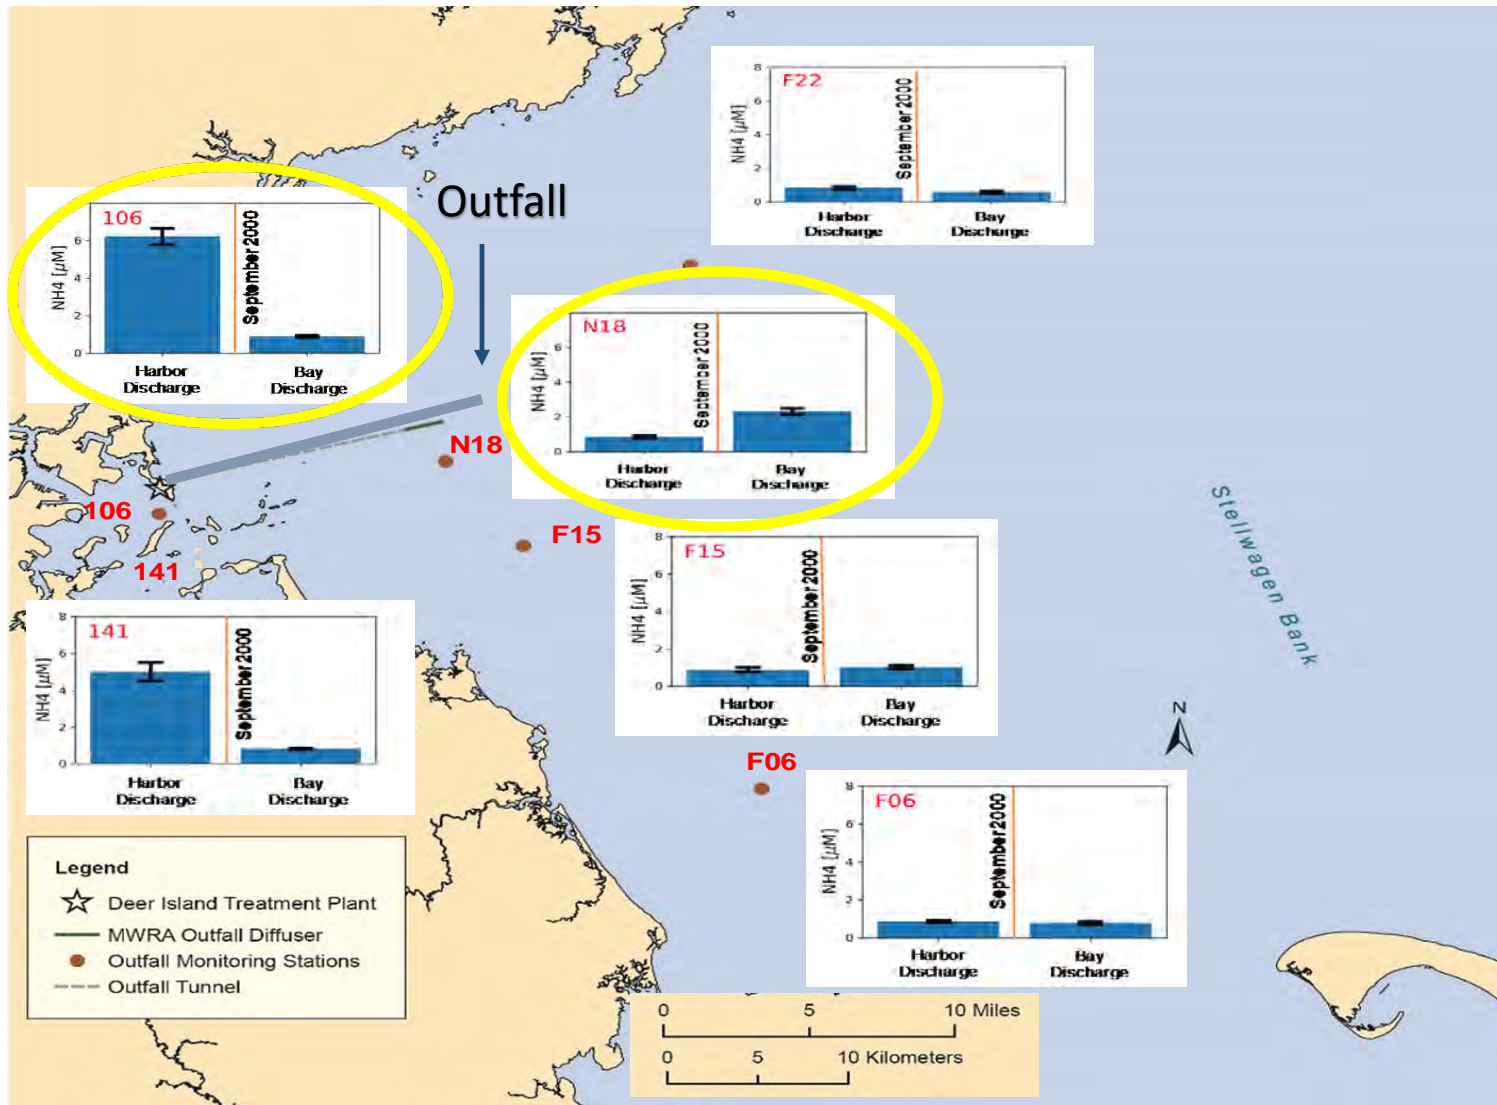 F22
8
6
4
2
0
NH4 [μM]
September 2000
Harbor
Discharge
Bay
Discharge
Outfall
106
6
4
2
0
NH4 [μM]
September 2000
Harbor
Discharge
Bay
Discharge
N18
6
4
2
0
NH4 [μM]
September 2000
Harbor
Discharge
Bay
Discharge
N18
106
F15
141
F15
8
6
4
2
0
NH4 [μM]
September 2000
Harbor
Discharge
Bay
Discharge
Stellwagen Bank
141
8
6
4
2
0
NH4 [μM]
September 2000
Harbor
Discharge
Bay
Discharge
N
F06
F06
8
6
4
2
0
NH4 [μM]
September 2000
Harbor
Discharge
Bay
Discharge
Legend
Deer Island Treatment Plant
MWRA Outfall Diffuser
Outfall Monitoring Stations
Outfall Tunnel
0 5 10 Miles
0 5 10 Kilometers